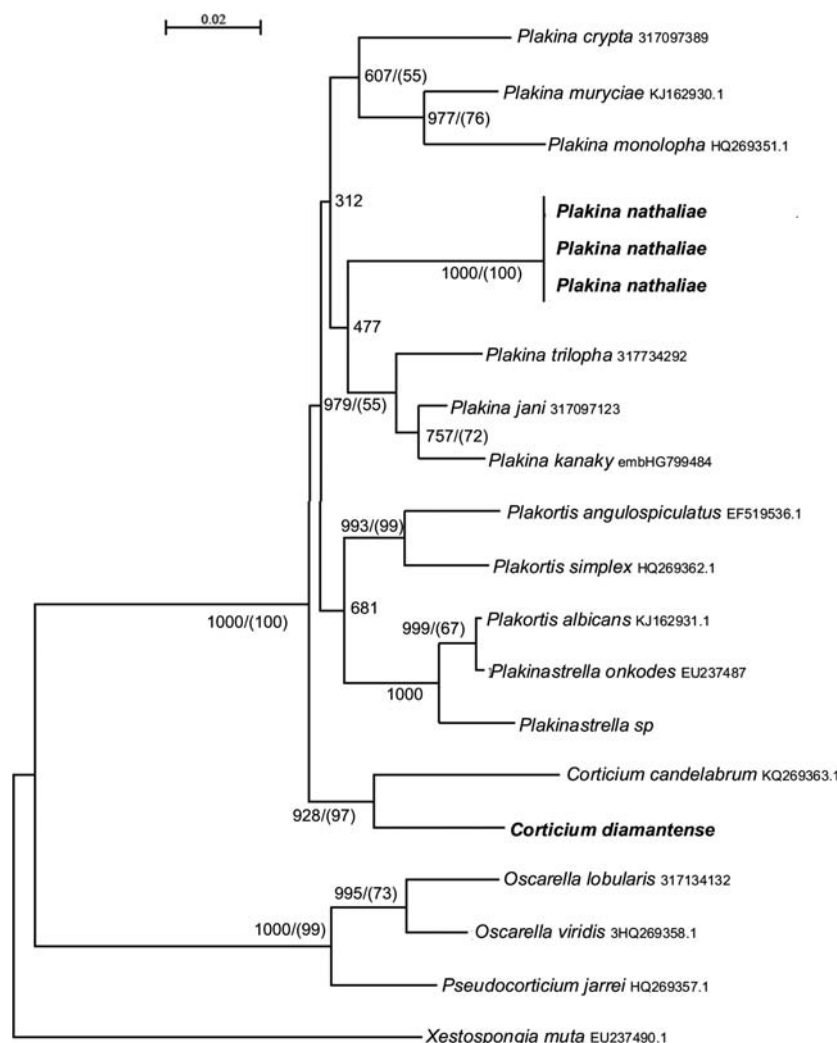 0.02
Plakina crypta 317097389
607/(55)
Plakina muryciae KJ162930.1
977/(76)
Plakina monolopha HQ269351.1
312
Plakina nathaliae
Plakina nathaliae
1000/(100)
Plakina nathaliae
477
Plakina trilopha 317734292
979/(55)
Plakina jani 317097123
757/(72)
Plakina kanaky embHG799484
Plakortis angulospiculatus EF519536.1
993/(99)
Plakortis simplex HQ269362.1
681
1000/(100)
Plakortis albicans KJ162931.1
999/(67)
Plakinastrella onkodes EU237487
1000
Plakinastrella sp
Corticium candelabrum KQ269363.1
928/(97)
Corticium diamantense
Oscarella lobularis 317134132
995/(73)
1000/(99)
Oscarella viridis 3HQ269358.1
Pseudocorticium jarrei HQ269357.1
Xestospongia muta EU237490.1